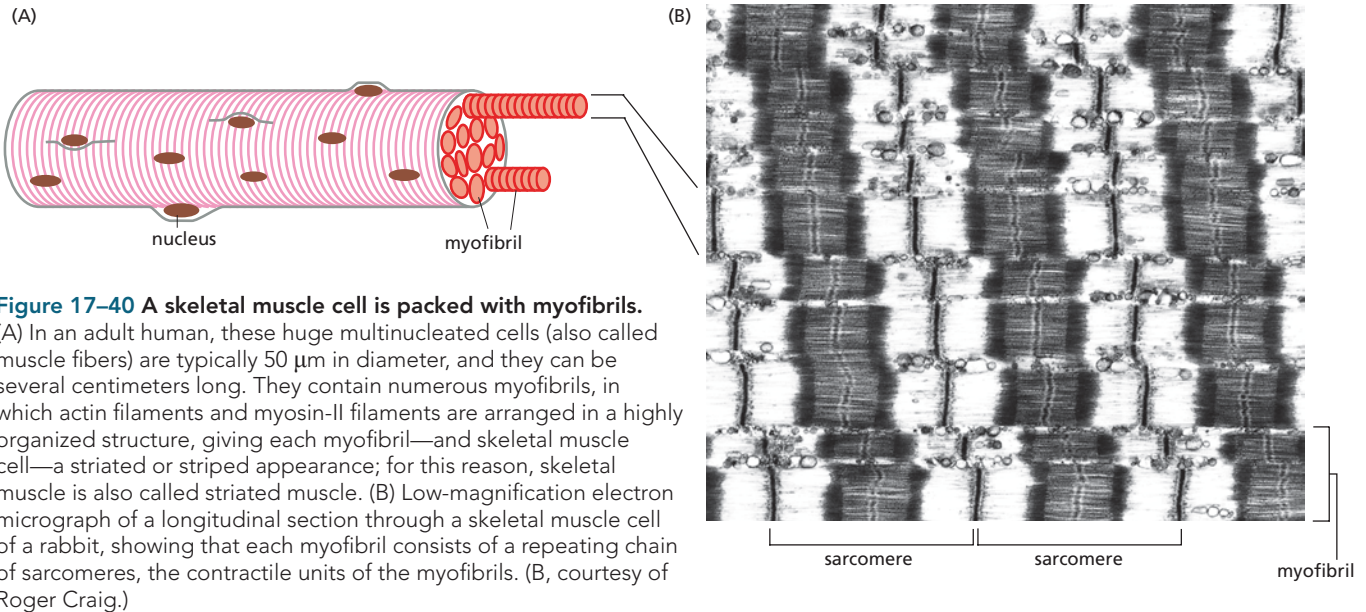 (A)
nucleus
myofibril
Figure 17–40 A skeletal muscle cell is packed with myofibrils.
(A) In an adult human, these huge multinucleated cells (also called
muscle fibers) are typically 50 μm in diameter, and they can be
several centimeters long. They contain numerous myofibrils, in
which actin filaments and myosin-II filaments are arranged in a highly
organized structure, giving each myofibril—and skeletal muscle
cell—a striated or striped appearance; for this reason, skeletal
muscle is also called striated muscle. (B) Low-magnification electron
micrograph of a longitudinal section through a skeletal muscle cell
of a rabbit, showing that each myofibril consists of a repeating chain
of sarcomeres, the contractile units of the myofibrils. (B, courtesy of
Roger Craig.)
(B)
sarcomere
sarcomere
myofibril